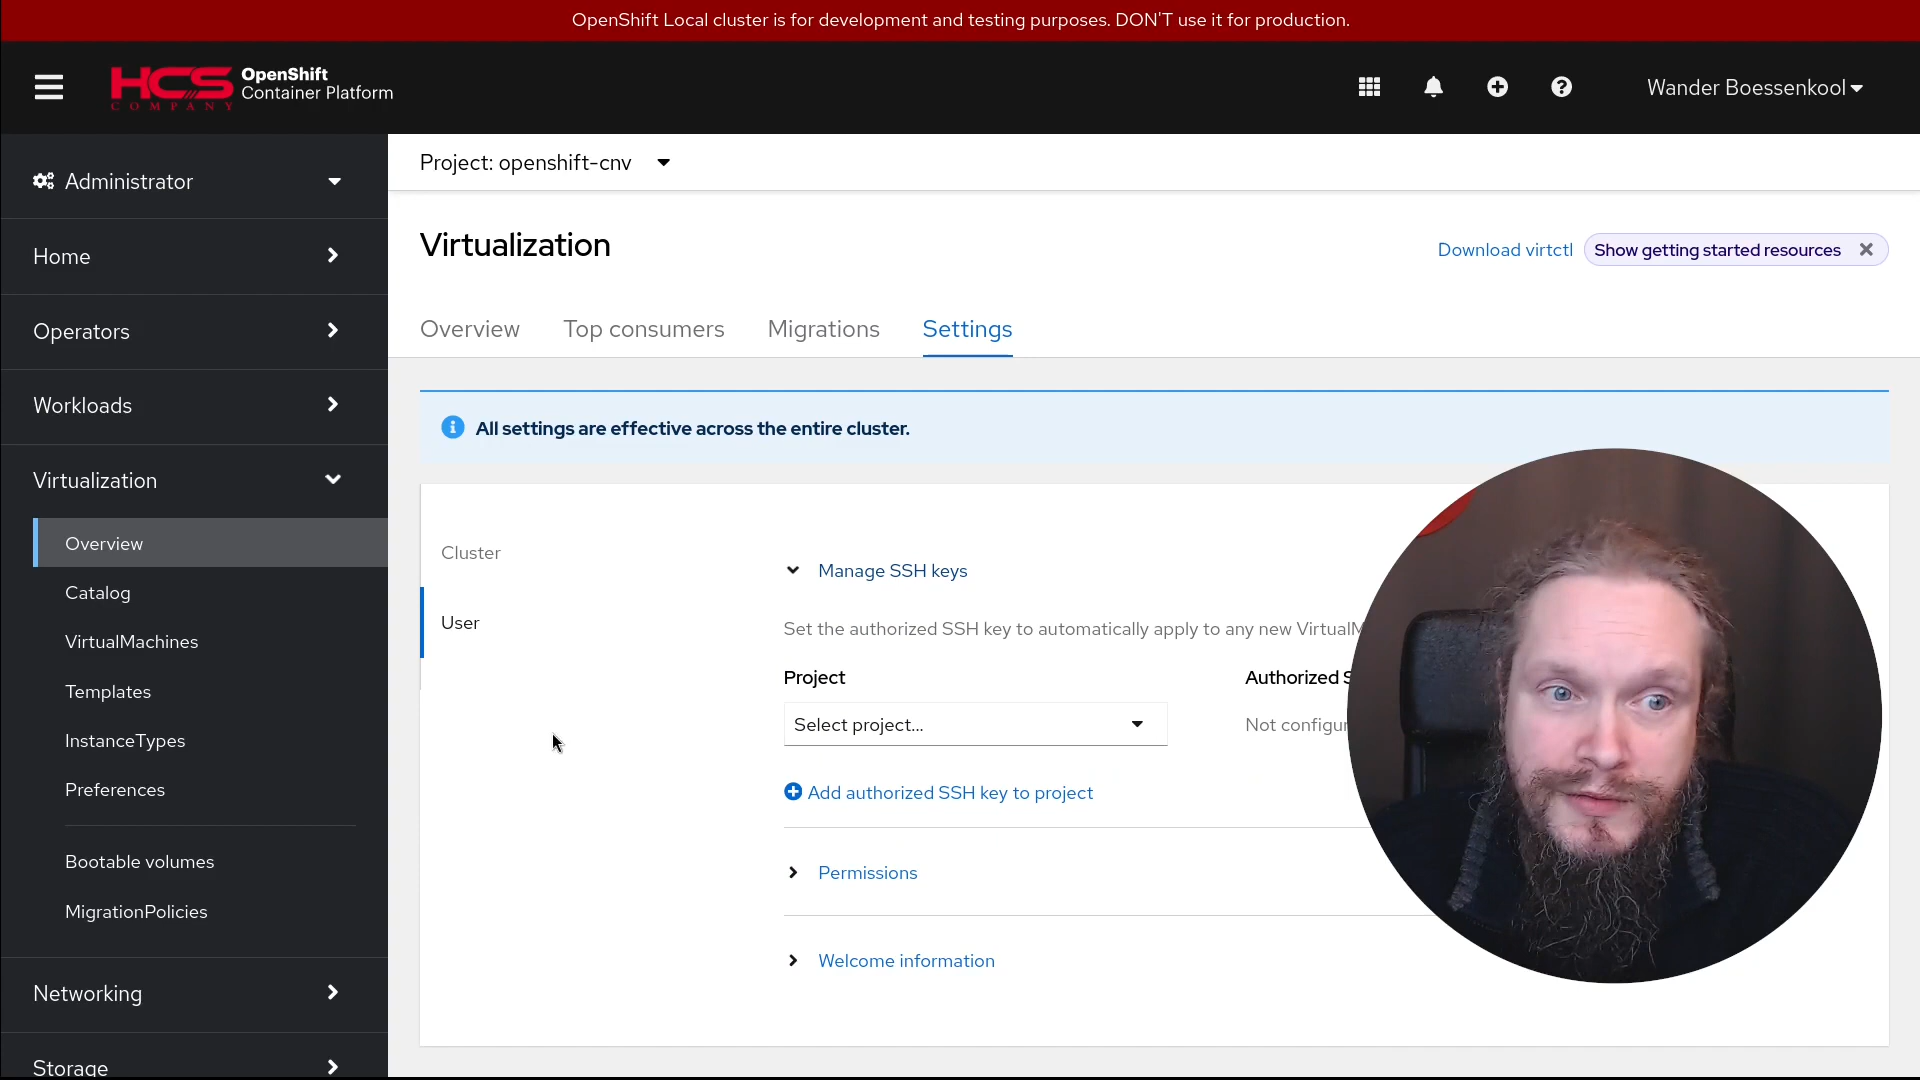 OpenShift Local cluster is for development and testing purposes. DON'T use it for production.
HCS
COMPANY
OpenShift
Container Platform
Wander Boessenkool
Administrator
Home
Operators
Workloads
Virtualization
Overview
Catalog
VirtualMachines
Templates
InstanceTypes
Preferences
Bootable volumes
MigrationPolicies
Networking
Storage
Project: openshift-cnv
Virtualization
Download virtctl
Show getting started resources
Overview Top consumers Migrations Settings
All settings are effective across the entire cluster.
Cluster
User
Manage SSH keys
Set the authorized SSH key to automatically apply to any new
Project
Authorized
Select project...
Not
Add authorized SSH key to project
Permissions
Welcome information